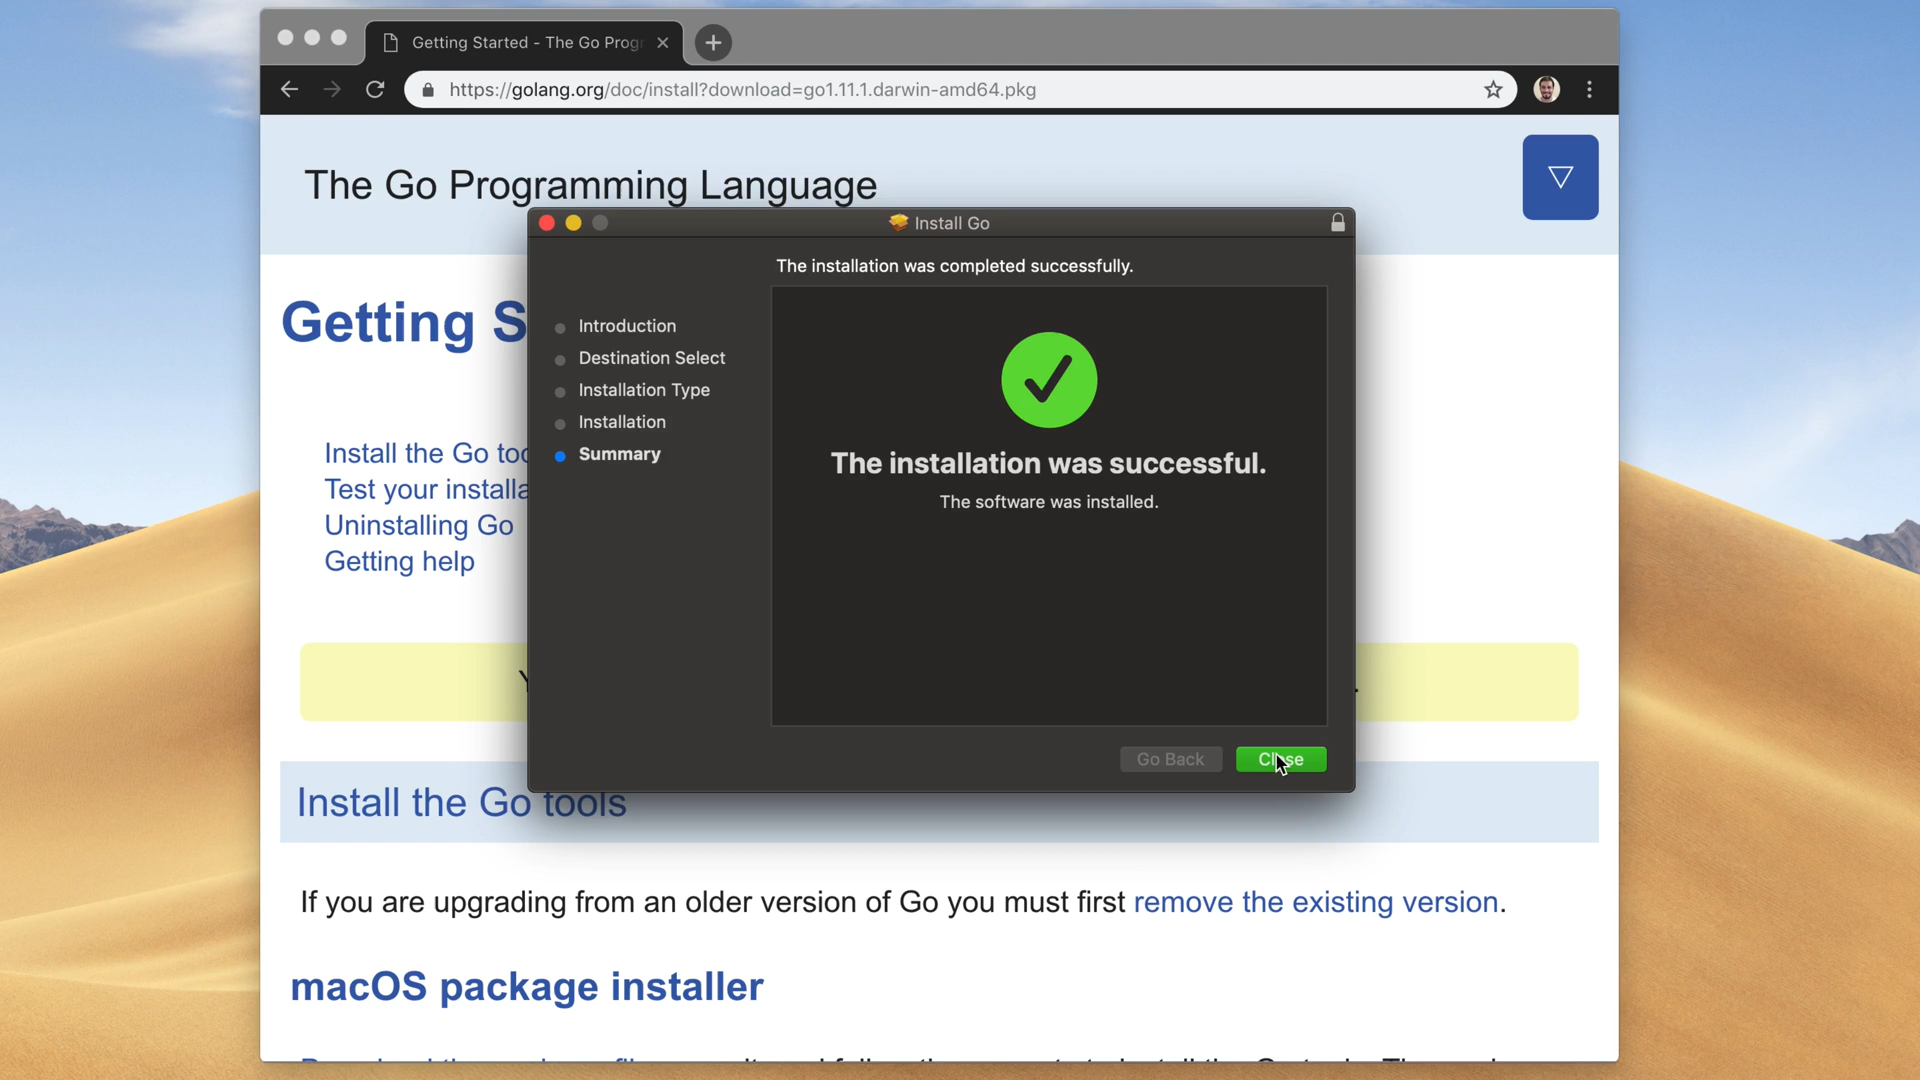 Getting Started - The Go Progr
https://golang.org/doc/install?download=go1.11.1.darwin-amd64.pkg
The Go Programming Language
Install Go
The installation was completed successfully.
Getting S
Introduction
Destination Select
Installation Type
Installation
Summary
The installation was successful.
The software was installed.
Install the Go too
Test your installa
Uninstalling Go
Getting help
Go Back
Close
Install the Go tools
If you are upgrading from an older version of Go you must first remove the existing version.
macOS package installer